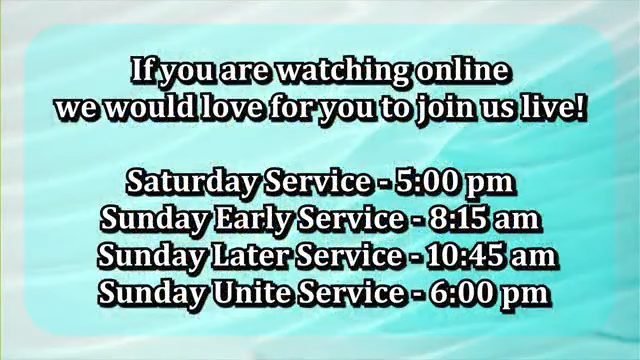 If you are watching online
we would love for you to join us live!
Saturday Service - 5:00 pm
Sunday Early Service - 8:15 am
Sunday Later Service - 10:45 am
Sunday Unite Service - 6:00 pm